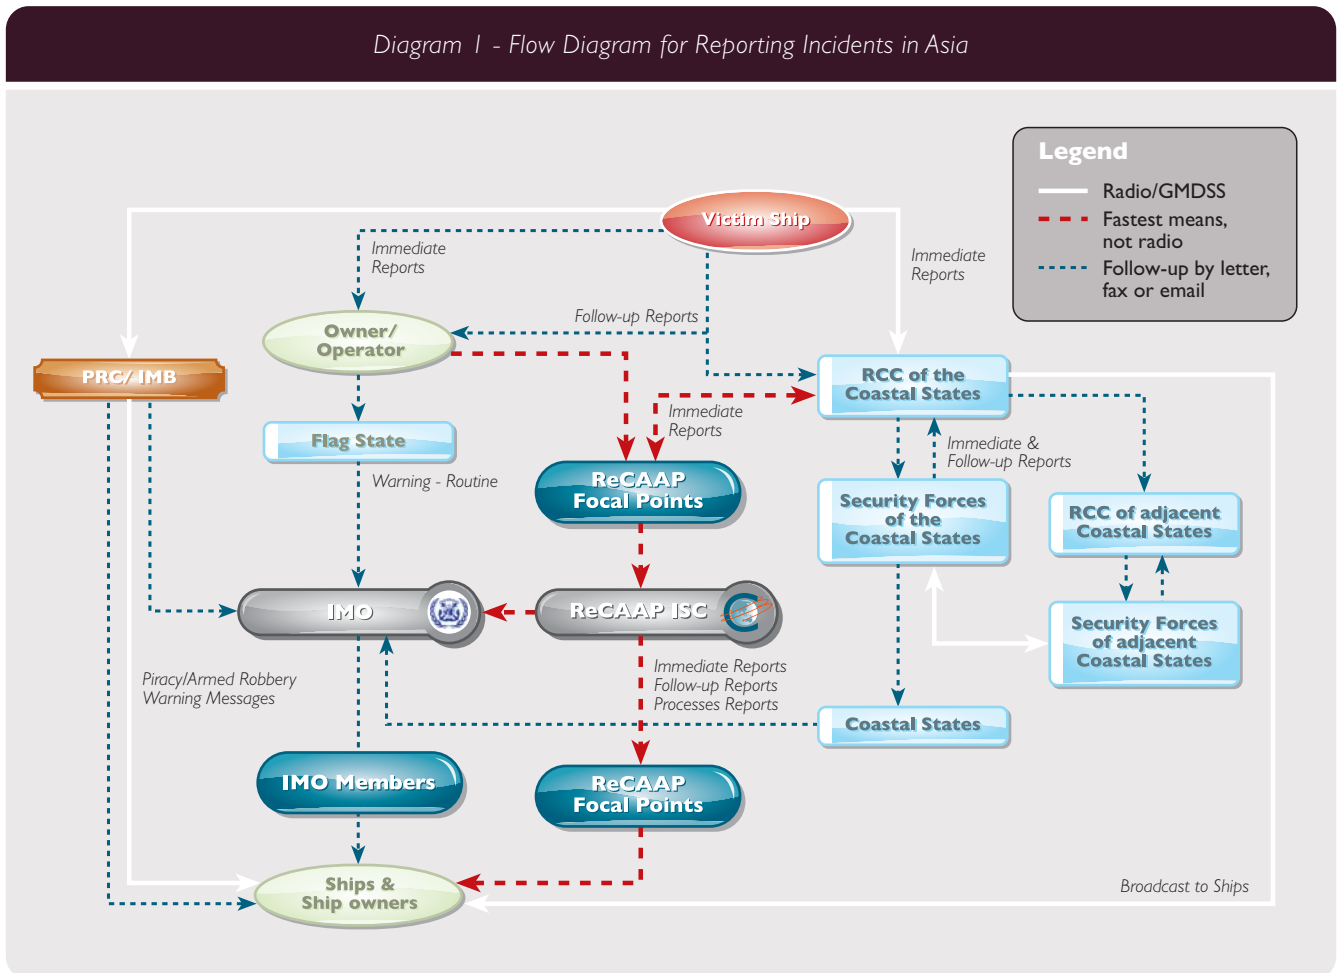 Diagram 1 - Flow Diagram for Reporting Incidents in Asia
Legend
Radio/GMDSS
Fastest means,
not radio
Follow-up by letter,
fax or email
Victim Ship
Immediate
Reports
Immediate
Reports
Follow-up Reports
Owner/
Operator
PRC/ IMB
RCC of the
Coastal States
Immediate
Reports
Flag State
Immediate &
Follow-up Reports
Warning - Routine
ReCAAP
Focal Points
Security Forces
of the
Coastal States
RCC of adjacent
Coastal States
IMO
ReCAAP ISC
Security Forces
of adjacent
Coastal States
Piracy/Armed Robbery
Warning Messages
Immediate Reports
Follow-up Reports
Processes Reports
Coastal States
IMO Members
ReCAAP
Focal Points
Ships &
Ship owners
Broadcast to Ships